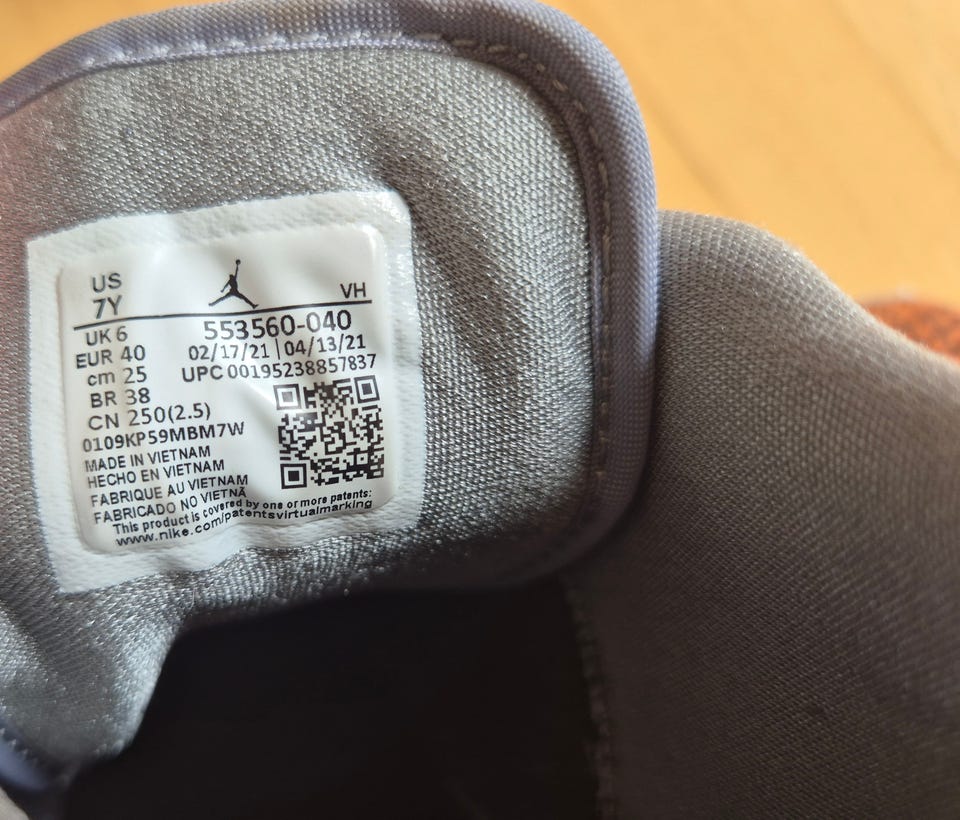 US
7Y
VH
UK 6
553560-040
EUR 40
02/17/21 | 04/13/21
cm 25
UPC 00195238857837
BR 38
CN 250(2.5)
0109KP59MBM7W
MADE IN VIETNAM
HECHO EN VIETNAM
FABRIQUE AU VIETNAM
FABRICADO NO VIETNÃ
This product is covered by one or more patents:
www.nike.com/patentsvirtualmarking